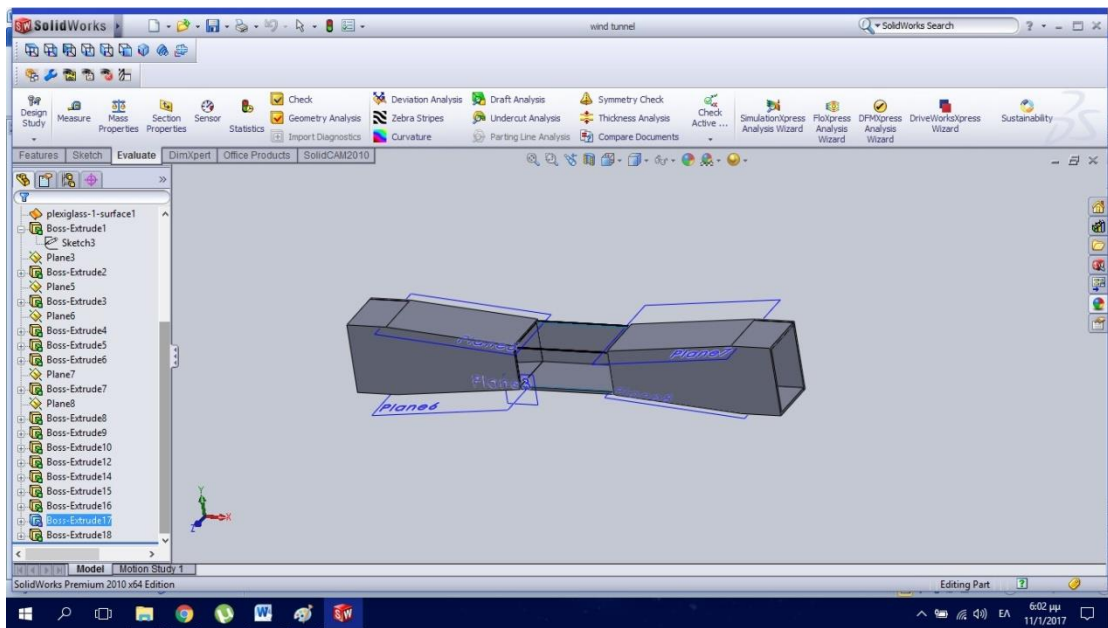 SolidWorks
wind tunnel
SolidWorks Search
Design Study
Measure
Mass Properties
Section Properties
Sensor
Statistics
Check
Geometry Analysis
Import Diagnostics
Deviation Analysis
Zebra Stripes
Curvature
Draft Analysis
Undercut Analysis
Parting Line Analysis
Symmetry Check
Thickness Analysis
Compare Documents
Check Active ...
SimulationXpress Analysis Wizard
FloXpress Analysis Wizard
DFMXpress Analysis Wizard
DriveWorksXpress Wizard
Sustainability
Features Sketch Evaluate DimXpert Office Products SolidCAM2010
plexiglass-1-surface1
Boss-Extrude1
Sketch3
Plane3
Boss-Extrude2
Plane5
Boss-Extrude3
Plane6
Boss-Extrude4
Boss-Extrude5
Boss-Extrude6
Plane7
Boss-Extrude7
Plane8
Boss-Extrude8
Boss-Extrude9
Boss-Extrude10
Boss-Extrude12
Boss-Extrude14
Boss-Extrude15
Boss-Extrude16
Boss-Extrude17
Boss-Extrude18
Plane7
Plane6
Y
X
Z
Model Motion Study 1
SolidWorks Premium 2010 x64 Edition
Editing Part
ΕΛ
6:02 μμ
11/1/2017